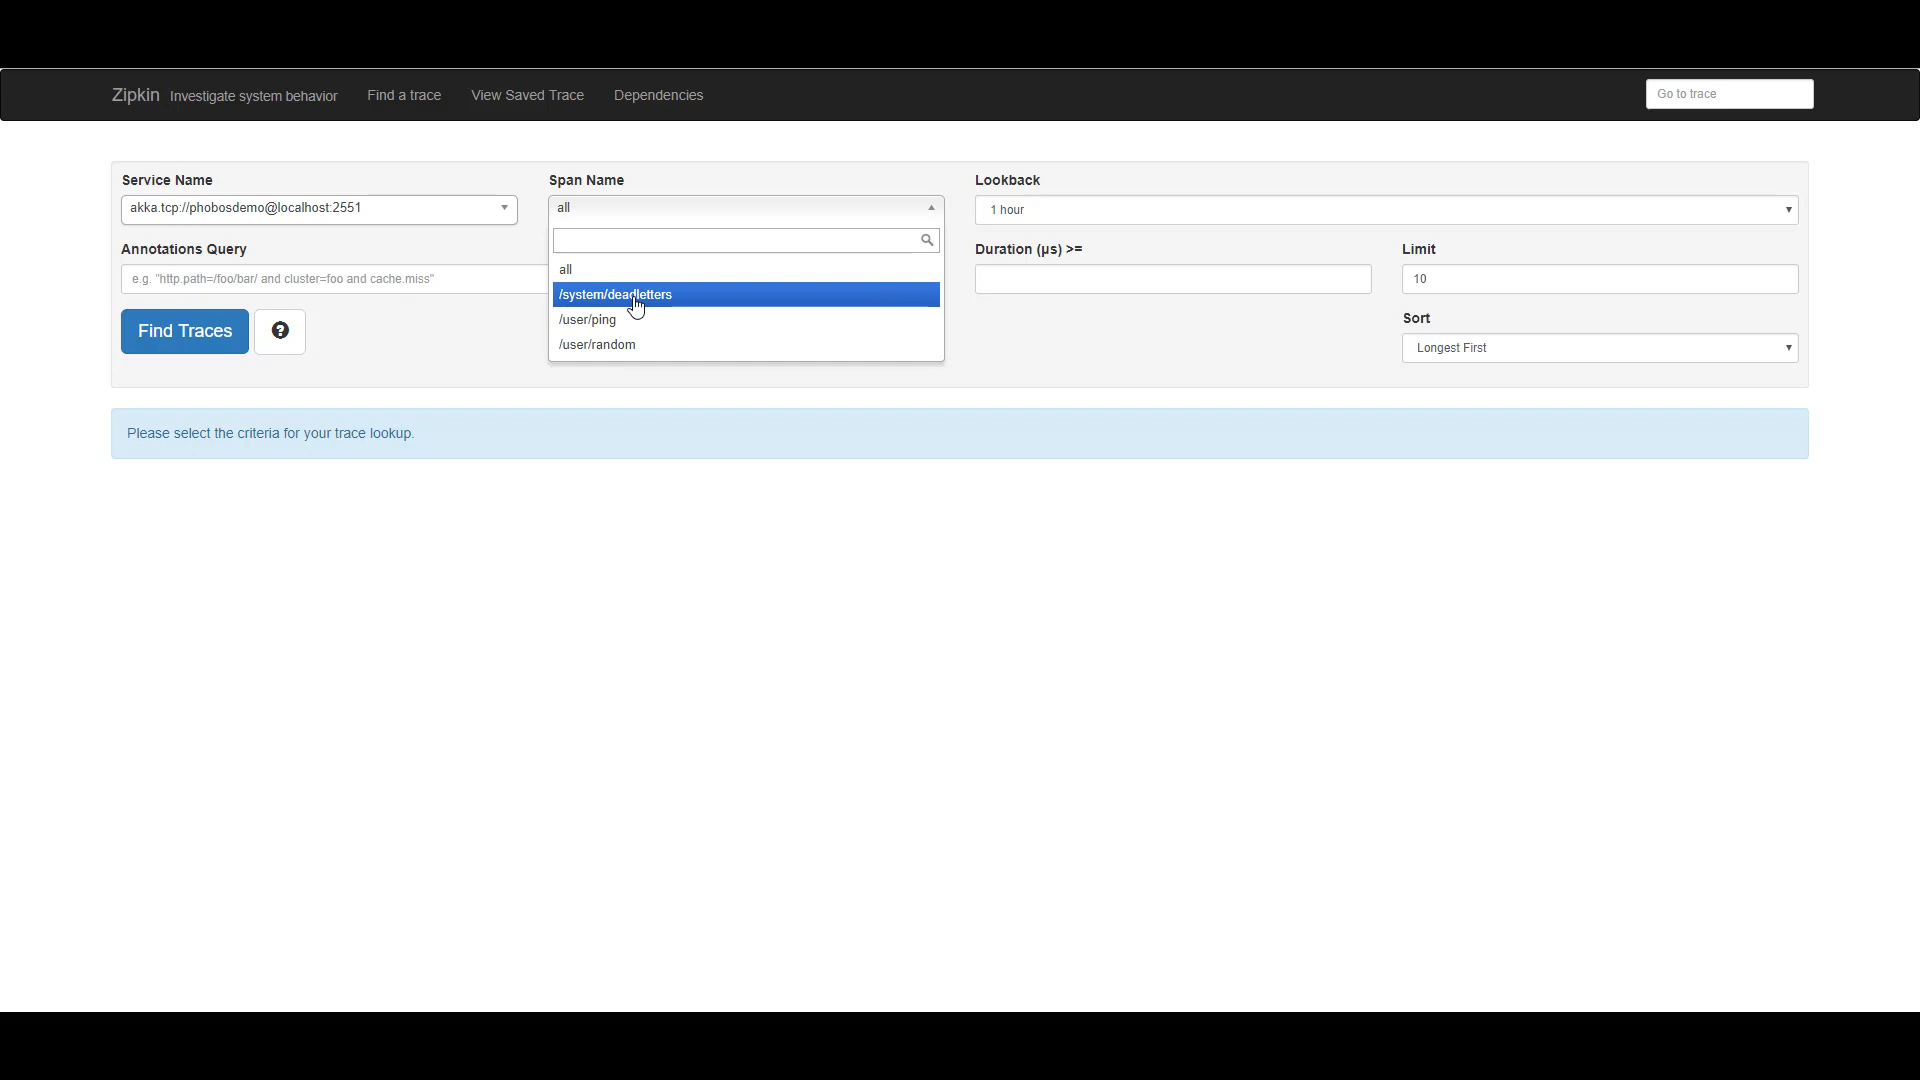 Zipkin Investigate system behavior Find a trace View Saved Trace Dependencies Go to trace
Service Name Span Name Lookback
akka.tcp://phobosdemo@localhost:2551 all 1 hour
Annotations Query Duration (μs) >= Limit
e.g. "http.path=/foo/bar/ and cluster=foo and cache.miss" 10
all
/system/deadletters
/user/ping
/user/random
Find Traces
Sort
Longest First
Please select the criteria for your trace lookup.